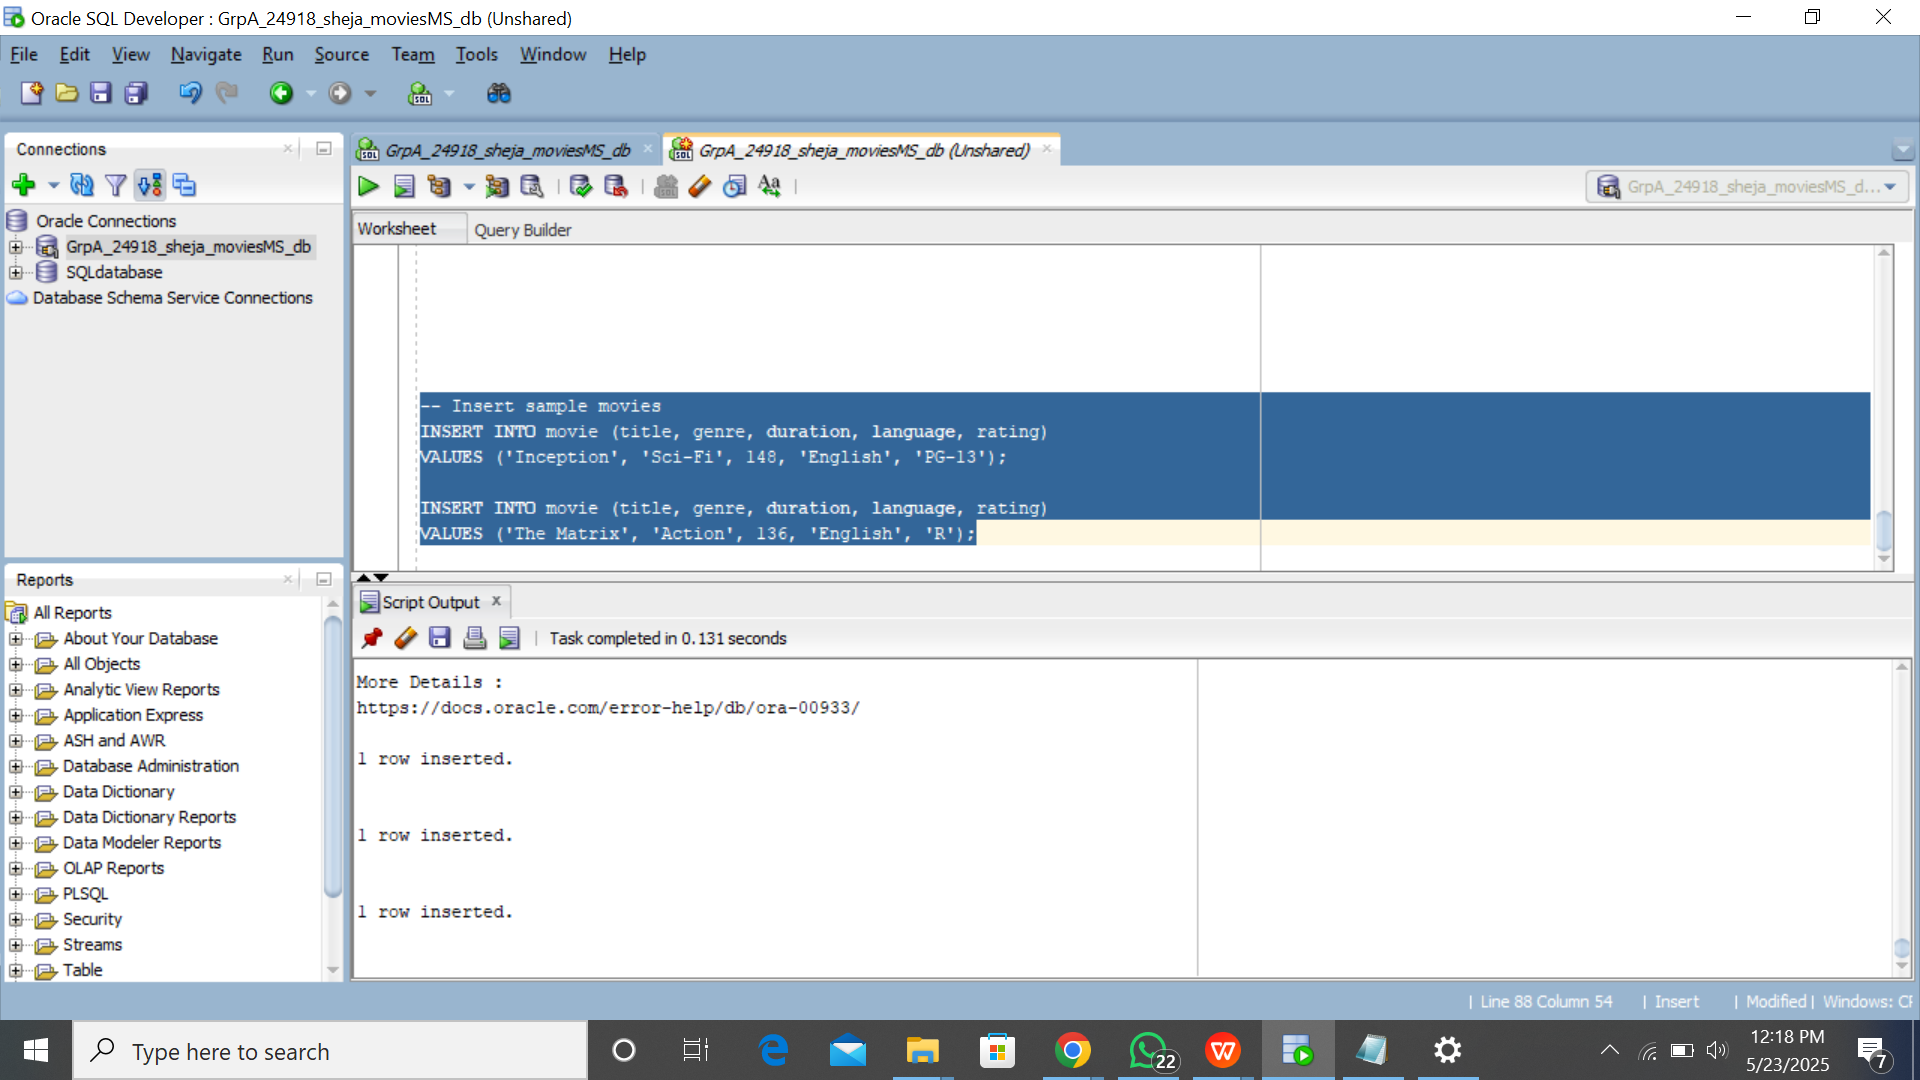 Oracle SQL Developer : GrpA_24918_sheja_moviesMS_db (Unshared)
File Edit View Navigate Run Source Team Tools Window Help
Connections
Oracle Connections
GrpA_24918_sheja_moviesMS_db
SQLdatabase
Database Schema Service Connections
GrpA_24918_sheja_moviesMS_db
GrpA_24918_sheja_moviesMS_db (Unshared)
GrpA_24918_sheja_moviesMS_d...
Worksheet Query Builder
-- Insert sample movies
INSERT INTO movie (title, genre, duration, language, rating)
VALUES ('Inception', 'Sci-Fi', 148, 'English', 'PG-13');
INSERT INTO movie (title, genre, duration, language, rating)
VALUES ('The Matrix', 'Action', 136, 'English', 'R');
Reports
All Reports
About Your Database
All Objects
Analytic View Reports
Application Express
ASH and AWR
Database Administration
Data Dictionary
Data Dictionary Reports
Data Modeler Reports
OLAP Reports
PLSQL
Security
Streams
Table
Script Output
Task completed in 0.131 seconds
More Details :
https://docs.oracle.com/error-help/db/ora-00933/
1 row inserted.
1 row inserted.
1 row inserted.
| Line 88 Column 54 | Insert | Modified | Windows: CF
Type here to search
22
12:18 PM
5/23/2025
7